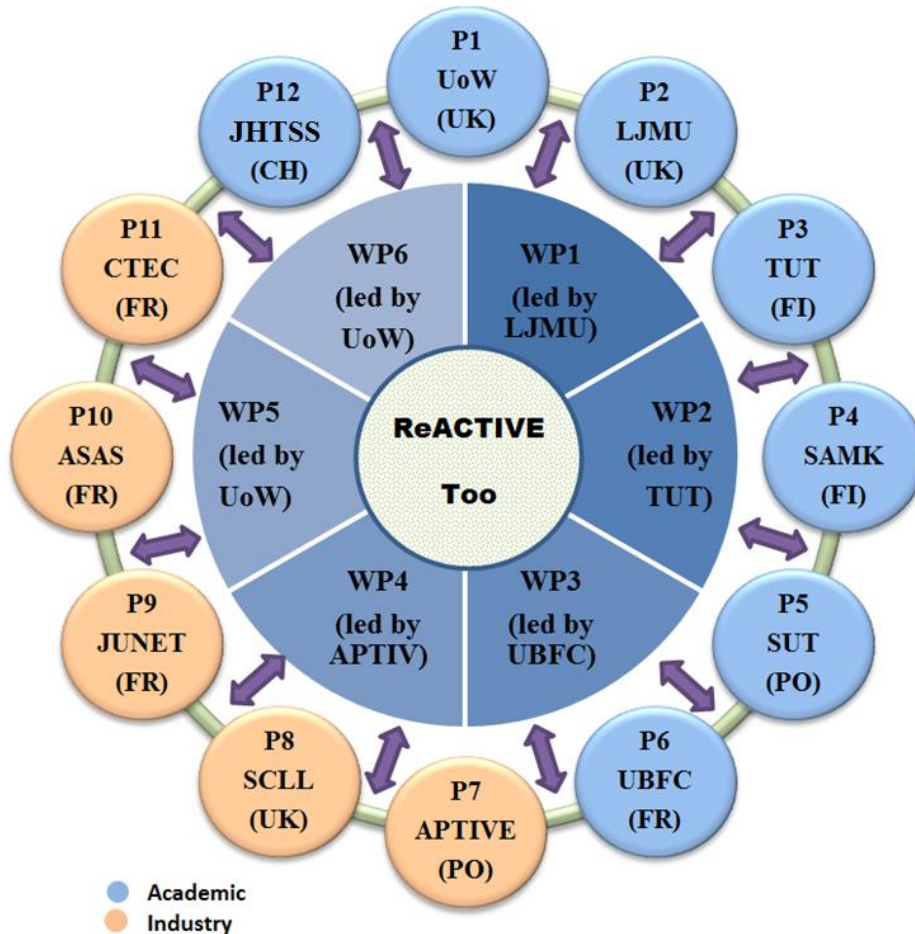 P1
UoW
(UK)
P2
LJMU
(UK)
P3
TUT
(FI)
P4
SAMK
(FI)
P5
SUT
(PO)
P6
UBFC
(FR)
P7
APTIVE
(PO)
P8
SCLL
(UK)
P9
JUNET
(FR)
P10
ASAS
(FR)
P11
CTEC
(FR)
P12
JHTSS
(CH)
WP1
(led by
LJMU)
WP2
(led by
TUT)
WP3
(led by
UBFC)
WP4
(led by
APTIV)
WP5
(led by
UoW)
WP6
(led by
UoW)
ReACTIVE
Too
Academic
Industry